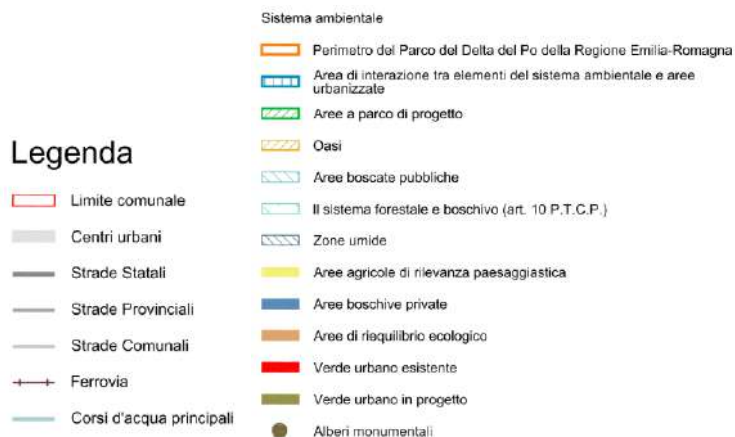 Legenda
Limite comunale
Centri urbani
Strade Statali
Strade Provinciali
Strade Comunali
Ferrovia
Corsi d'acqua principali
Sistema ambientale
Perimetro del Parco del Delta del Po della Regione Emilia-Romagna
Area di interazione tra elementi del sistema ambientale e aree
urbanizzate
Aree a parco di progetto
Oasi
Aree boscate pubbliche
Il sistema forestale e boschivo (art. 10 P.T.C.P.)
Zone umide
Aree agricole di rilevanza paesaggiastica
Aree boschive private
Aree di riequilibrio ecologico
Verde urbano esistente
Verde urbano in progetto
Alberi monumentali